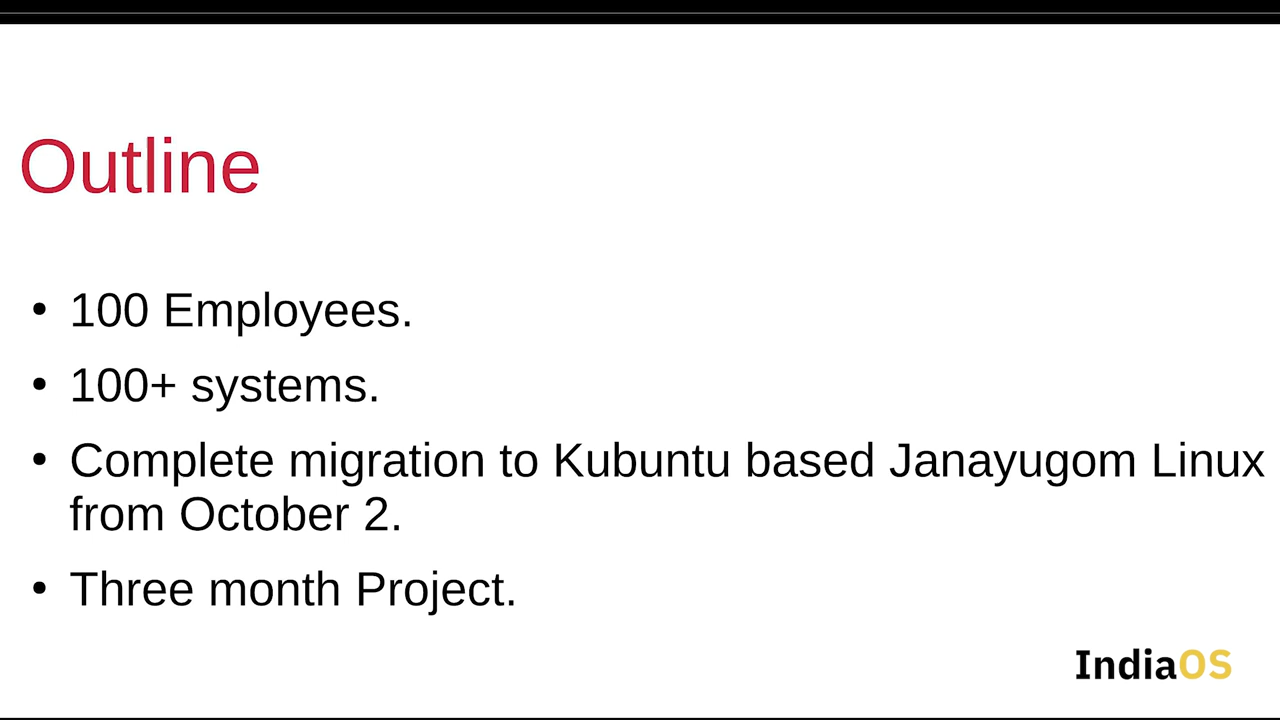 Outline
• 100 Employees.
• 100+ systems.
• Complete migration to Kubuntu based Janayugom Linux
from October 2.
• Three month Project.
IndiaOS